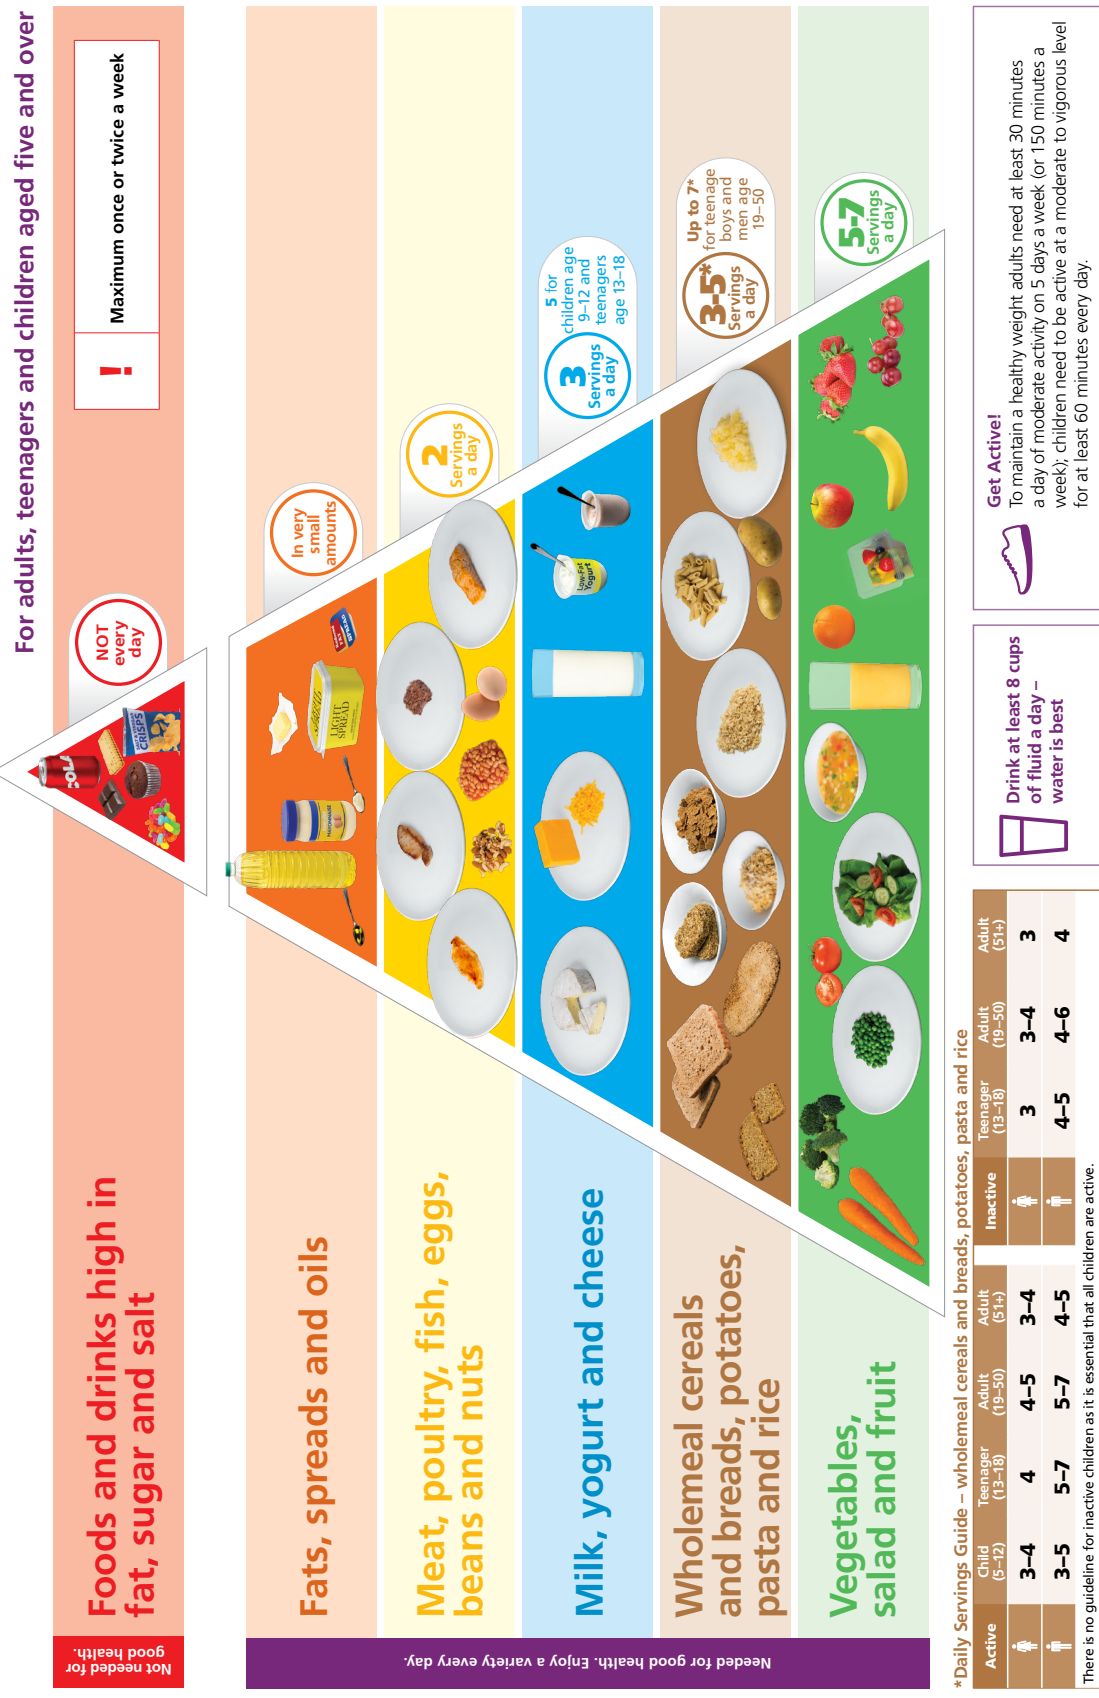 For adults, teenagers and children aged five and over
Not needed for
good health.
Foods and drinks high in
fat, sugar and salt
COLA
CRISPS
NOT
every
day
!
Maximum once or twice a week
Needed for good health. Enjoy a variety every day.
Fats, spreads and oils
MAYONNAISE
LIGHT
SPREAD
SPREAD
In very
small
amounts
Meat, poultry, fish, eggs,
beans and nuts
2
Servings
a day
Milk, yogurt and cheese
Low-Fat
Yogurt
3
Servings
a day
5 for
children age
9–12 and
teenagers
age 13–18
Wholemeal cereals
and breads, potatoes,
pasta and rice
3-5*
Servings
a day
Up to 7*
for teenage
boys and
men age
19–50
Vegetables,
salad and fruit
5-7
Servings
a day
*Daily Servings Guide – wholemeal cereals and breads, potatoes, pasta and rice
Active Child (5–12) Teenager (13–18) Adult (19–50) Adult (51+) Inactive Teenager (13–18) Adult (19–50) Adult (51+)
3–4 4 4–5 3–4 3 3–4 3
3–5 5–7 5–7 4–5 4–5 4–6 4
There is no guideline for inactive children as it is essential that all children are active.
Drink at least 8 cups
of fluid a day –
water is best
Get Active!
To maintain a healthy weight adults need at least 30 minutes
a day of moderate activity on 5 days a week (or 150 minutes a
week); children need to be active at a moderate to vigorous level
for at least 60 minutes every day.